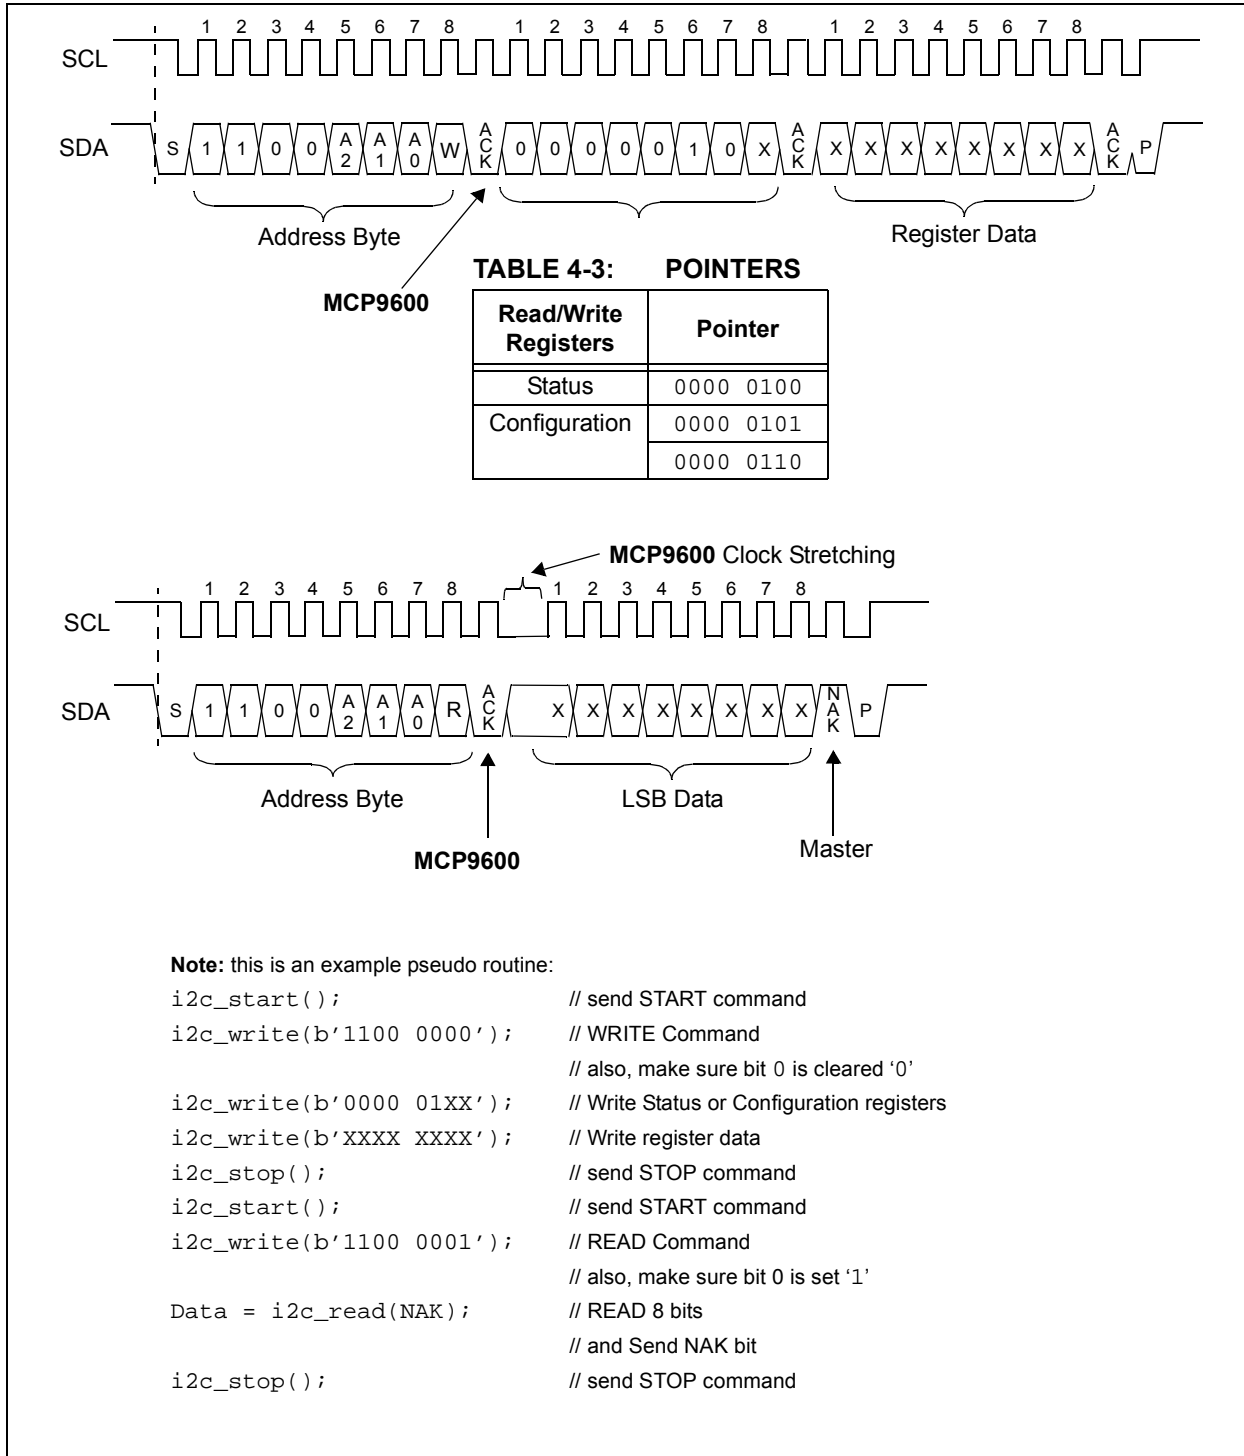 1 2 3 4 5 6 7 8 1 2 3 4 5 6 7 8 1 2 3 4 5 6 7 8
SCL
SDA S 1 1 0 0 A2 A1 A0 W ACK 0 0 0 0 0 1 0 X ACK X X X X X X X X ACK P
Address Byte
Register Data
MCP9600
TABLE 4-3: POINTERS
Read/Write Registers Pointer
Status 0000 0100
Configuration 0000 0101
0000 0110
MCP9600 Clock Stretching
1 2 3 4 5 6 7 8 1 2 3 4 5 6 7 8
SCL
SDA S 1 1 0 0 A2 A1 A0 R ACK X X X X X X X X NAK P
Address Byte LSB Data
MCP9600 Master
Note: this is an example pseudo routine:
i2c_start(); // send START command
i2c_write(b'1100 0000'); // WRITE Command
// also, make sure bit 0 is cleared ‘0’
i2c_write(b'0000 01XX'); // Write Status or Configuration registers
i2c_write(b'XXXX XXXX'); // Write register data
i2c_stop(); // send STOP command
i2c_start(); // send START command
i2c_write(b'1100 0001'); // READ Command
// also, make sure bit 0 is set ‘1’
Data = i2c_read(NAK); // READ 8 bits
// and Send NAK bit
i2c_stop(); // send STOP command